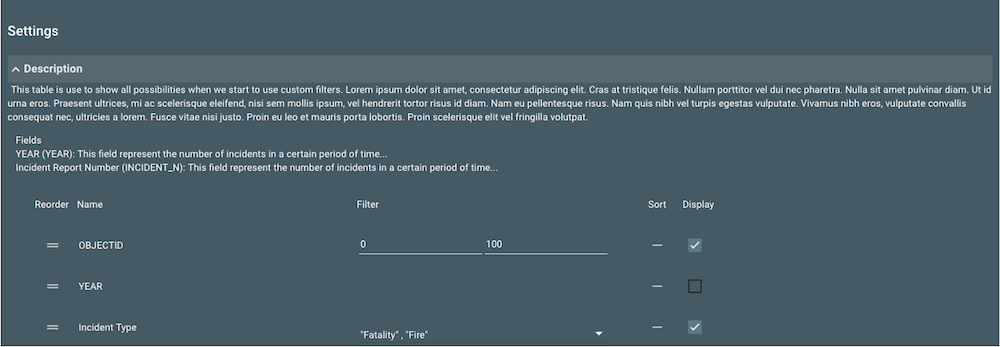 Settings
Description
This table is use to show all possibilities when we start to use custom filters. Lorem ipsum dolor sit amet, consectetur adipiscing elit. Cras at tristique felis. Nullam porttitor vel dui nec pharetra. Nulla sit amet pulvinar diam. Ut id
urna eros. Praesent ultrices, mi ac scelerisque eleifend, nisi sem mollis ipsum, vel hendrerit tortor risus id diam. Nam eu pellentesque risus. Nam quis nibh vel turpis egestas vulputate. Vivamus nibh eros, vulputate convallis
consequat nec, ultricies a lorem. Fusce vitae nisi justo. Proin eu leo et mauris porta lobortis. Proin scelerisque elit vel fringilla volutpat.
Fields
YEAR (YEAR): This field represent the number of incidents in a certain period of time...
Incident Report Number (INCIDENT_N): This field represent the number of incidents in a certain period of time...
Reorder Name Filter Sort Display
OBJECTID 0 100
YEAR
Incident Type
"Fatality" , "Fire"